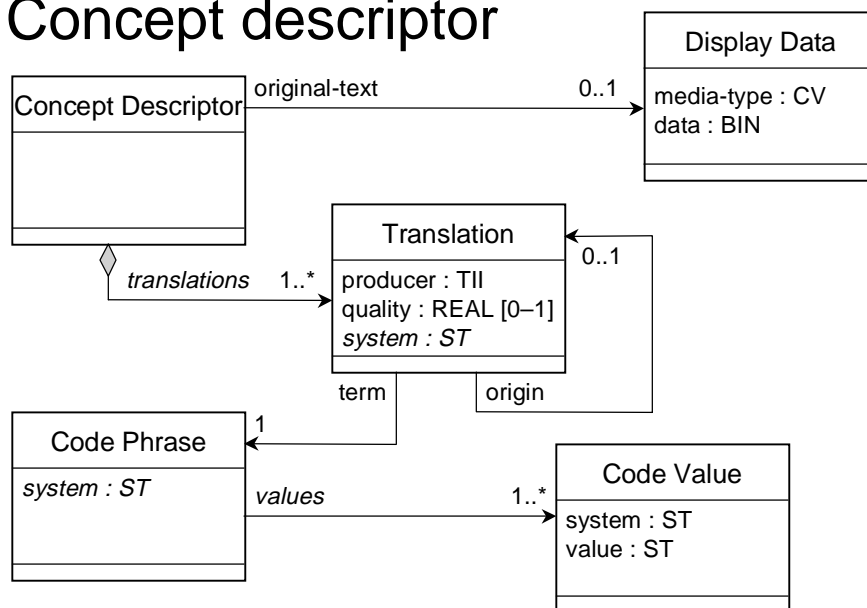 Concept descriptor
Display Data
media-type : CV
data : BIN
Concept Descriptor
original-text
0..1
Translation
producer : TII
quality : REAL [0–1]
system : ST
translations
1..*
0..1
term
origin
1
Code Phrase
system : ST
values
1..*
Code Value
system : ST
value : ST